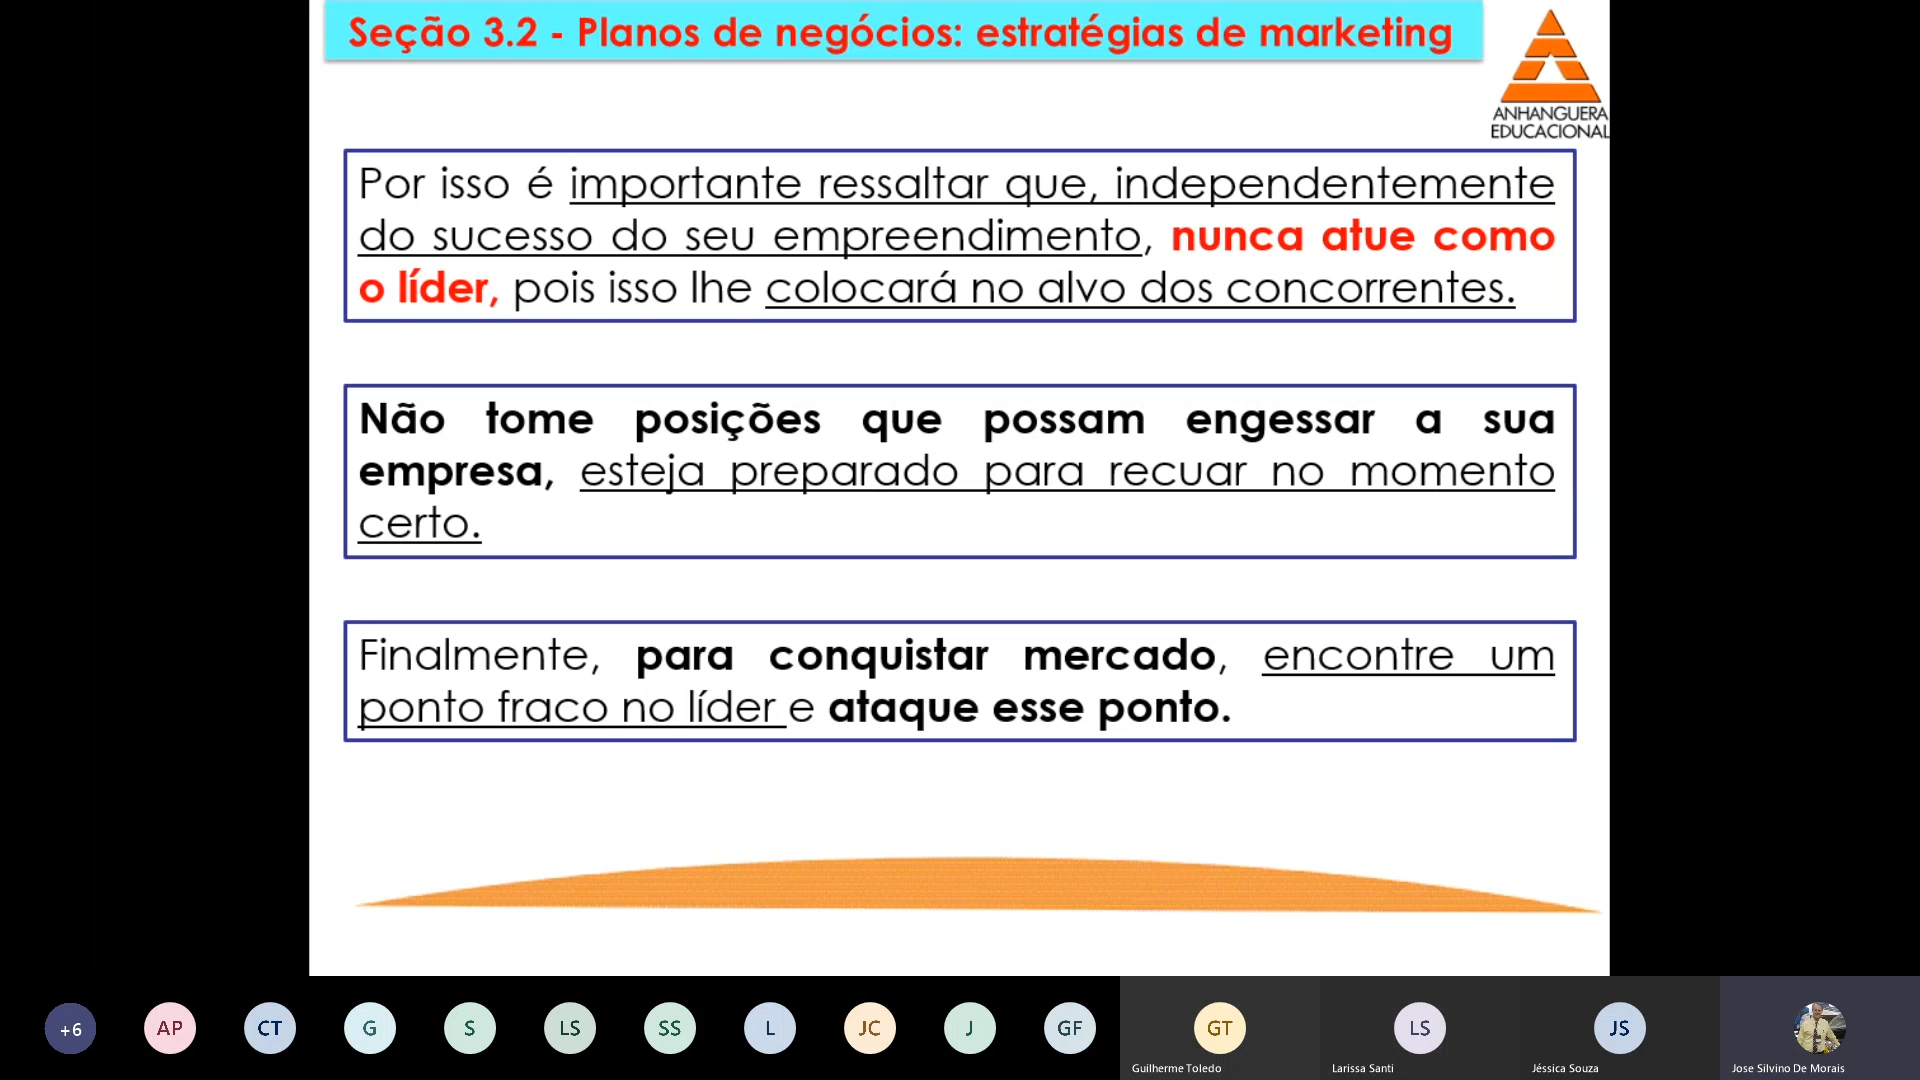 Seção 3.2 - Planos de negócios: estratégias de marketing
ANHANGUERA
EDUCACIONAL
Por isso é importante ressaltar que, independentemente
do sucesso do seu empreendimento, nunca atue como
o líder, pois isso lhe colocará no alvo dos concorrentes.
Não tome posições que possam engessar a sua
empresa, esteja preparado para recuar no momento
certo.
Finalmente, para conquistar mercado, encontre um
ponto fraco no líder e ataque esse ponto.
+6 AP CT G S LS SS L JC J GF GT LS JS
Guilherme Toledo Larissa Santi Jéssica Souza Jose Silvino De Morais